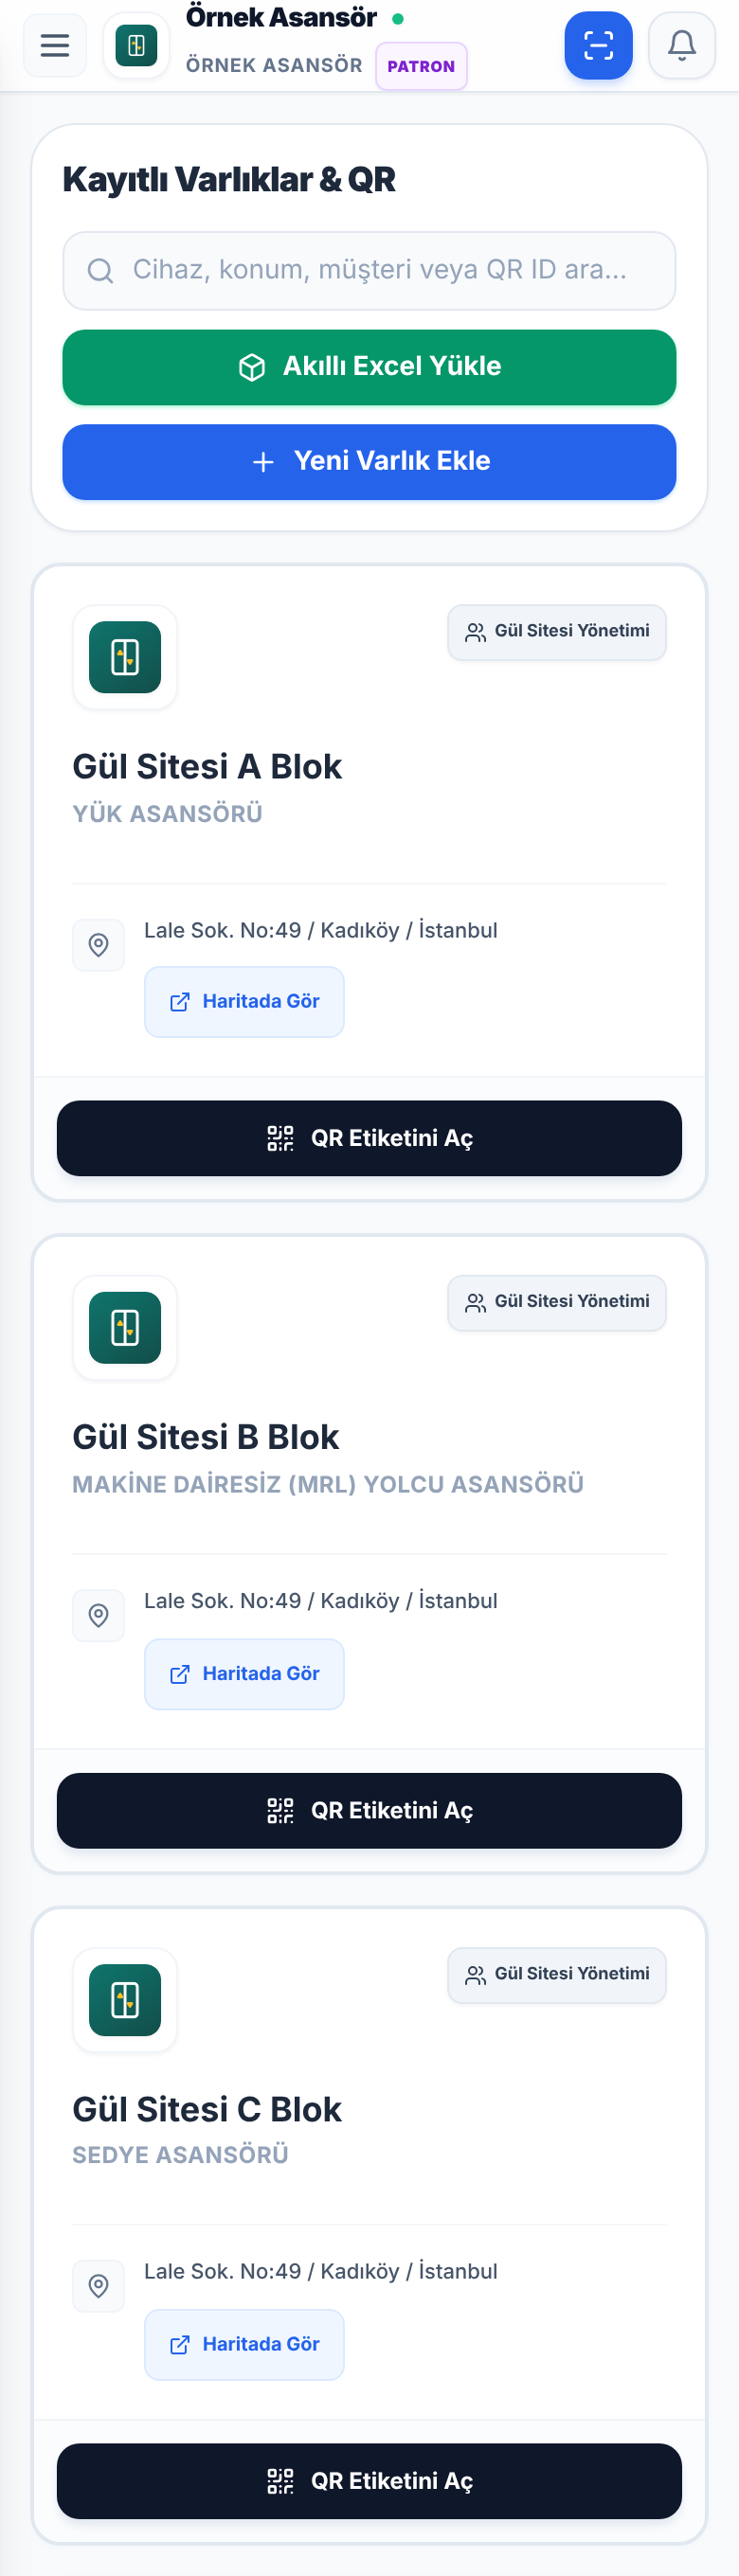 Örnek Asansör
ÖRNEK ASANSÖR PATRON
Kayıtlı Varlıklar & QR
Cihaz, konum, müşteri veya QR ID ara...
Akıllı Excel Yükle
Yeni Varlık Ekle
Gül Sitesi Yönetimi
Gül Sitesi A Blok
YÜK ASANSÖRÜ
Lale Sok. No:49 / Kadıköy / İstanbul
Haritada Gör
QR Etiketini Aç
Gül Sitesi Yönetimi
Gül Sitesi B Blok
MAKİNE DAİRESİZ (MRL) YOLCU ASANSÖRÜ
Lale Sok. No:49 / Kadıköy / İstanbul
Haritada Gör
QR Etiketini Aç
Gül Sitesi Yönetimi
Gül Sitesi C Blok
SEDYE ASANSÖRÜ
Lale Sok. No:49 / Kadıköy / İstanbul
Haritada Gör
QR Etiketini Aç